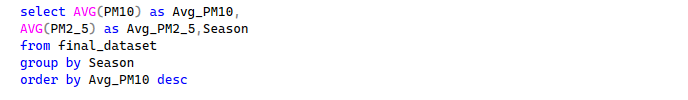 select AVG(PM10) as Avg_PM10,
AVG(PM2_5) as Avg_PM2_5,Season
from final_dataset
group by Season
order by Avg_PM10 desc